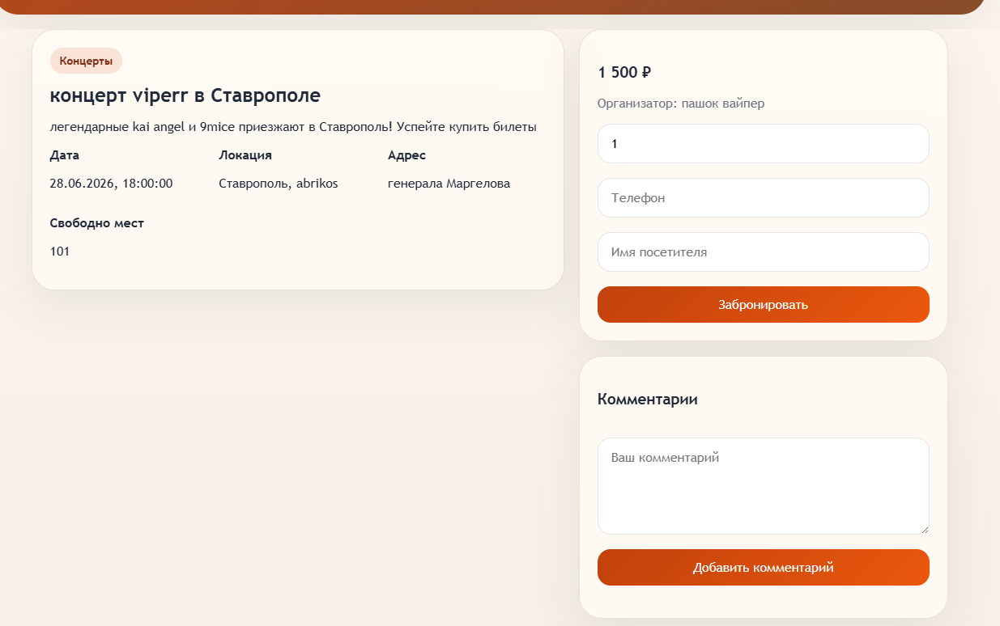 Концерты
концерт viperr в Ставрополе
легендарные kai angel и 9mice приезжают в Ставрополь! Успейте купить билеты
Дата Локация Адрес
28.06.2026, 18:00:00 Ставрополь, abrikos генерала Маргелова
Свободно мест
101
1 500 ₽
Организатор: пашок вайпер
1
Телефон
Имя посетителя
Забронировать
Комментарии
Ваш комментарий
Добавить комментарий